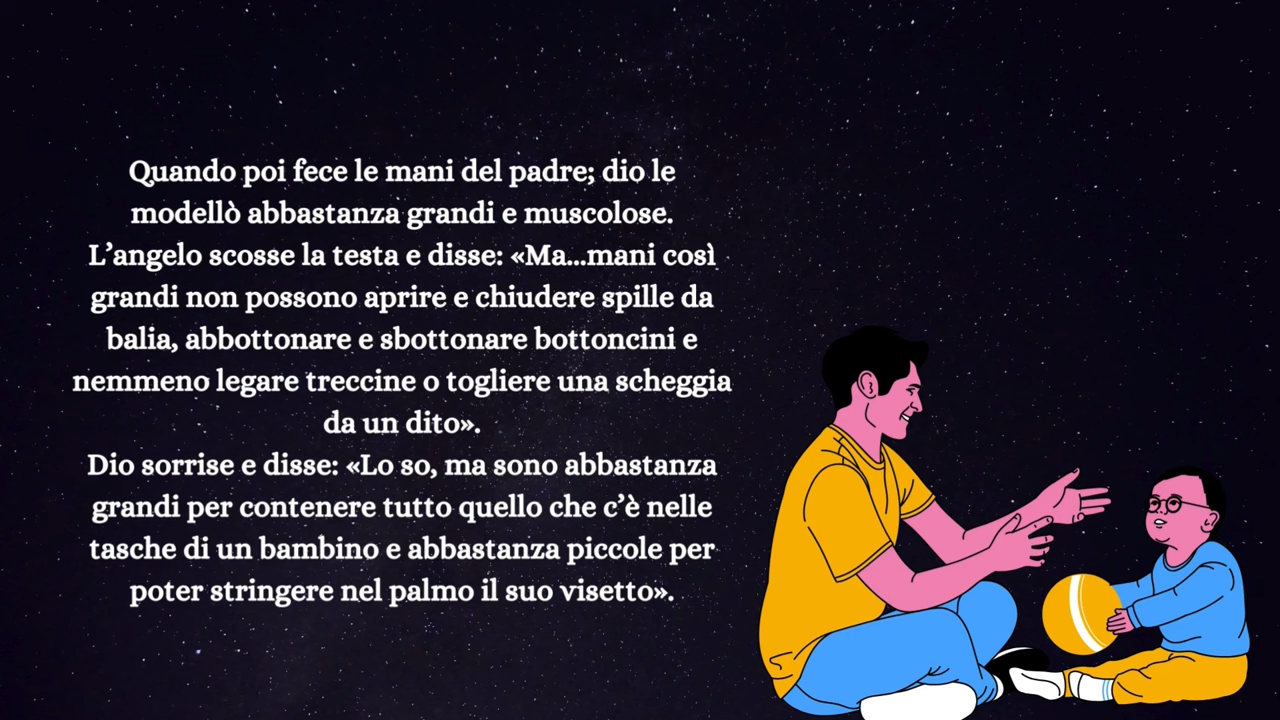 Quando poi fece le mani del padre; dio le
modellò abbastanza grandi e muscolose.
L’angelo scosse la testa e disse: «Ma...mani così
grandi non possono aprire e chiudere spille da
balia, abbottonare e sbottonare bottoncini e
nemmeno legare treccine o togliere una scheggia
da un dito».
Dio sorrise e disse: «Lo so, ma sono abbastanza
grandi per contenere tutto quello che c’è nelle
tasche di un bambino e abbastanza piccole per
poter stringere nel palmo il suo visetto».